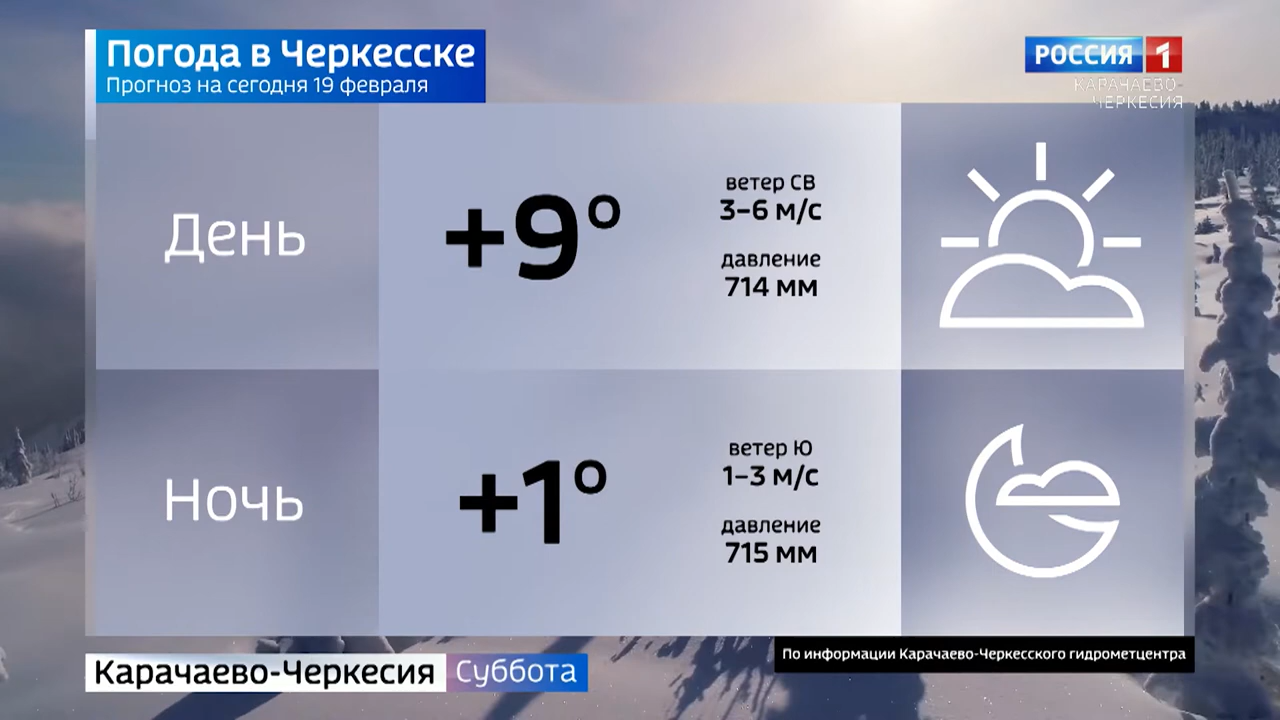 Погода в Черкесске
Прогноз на сегодня 19 февраля
РОССИЯ 1
КАРАЧАЕВО-
ЧЕРКЕСИЯ
День
+9°
ветер СВ
3–6 м/с
давление
714 мм
Ночь
+1°
ветер Ю
1–3 м/с
давление
715 мм
По информации Карачаево-Черкесского гидрометцентра
Карачаево-Черкесия Суббота